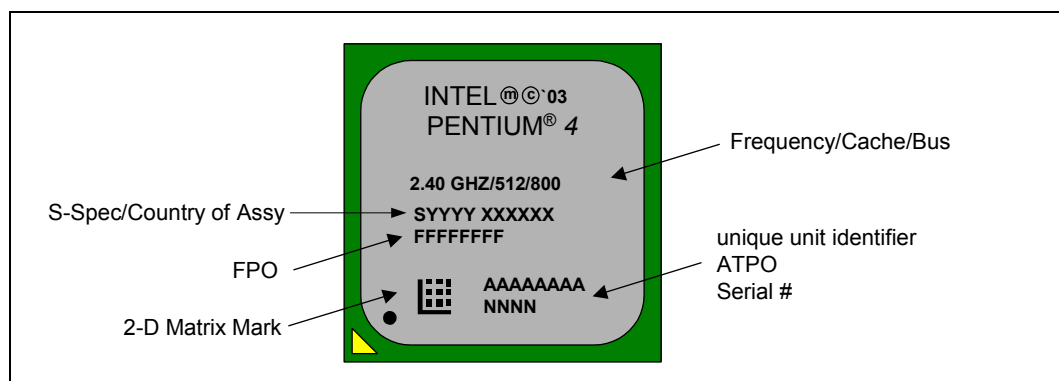 INTEL ⓜ©`03
PENTIUM® 4
Frequency/Cache/Bus
2.40 GHZ/512/800
S-Spec/Country of Assy
SYYYY XXXXXX
FFFFFFFF
FPO
unique unit identifier
ATPO
Serial #
AAAAAAAA
NNNN
2-D Matrix Mark